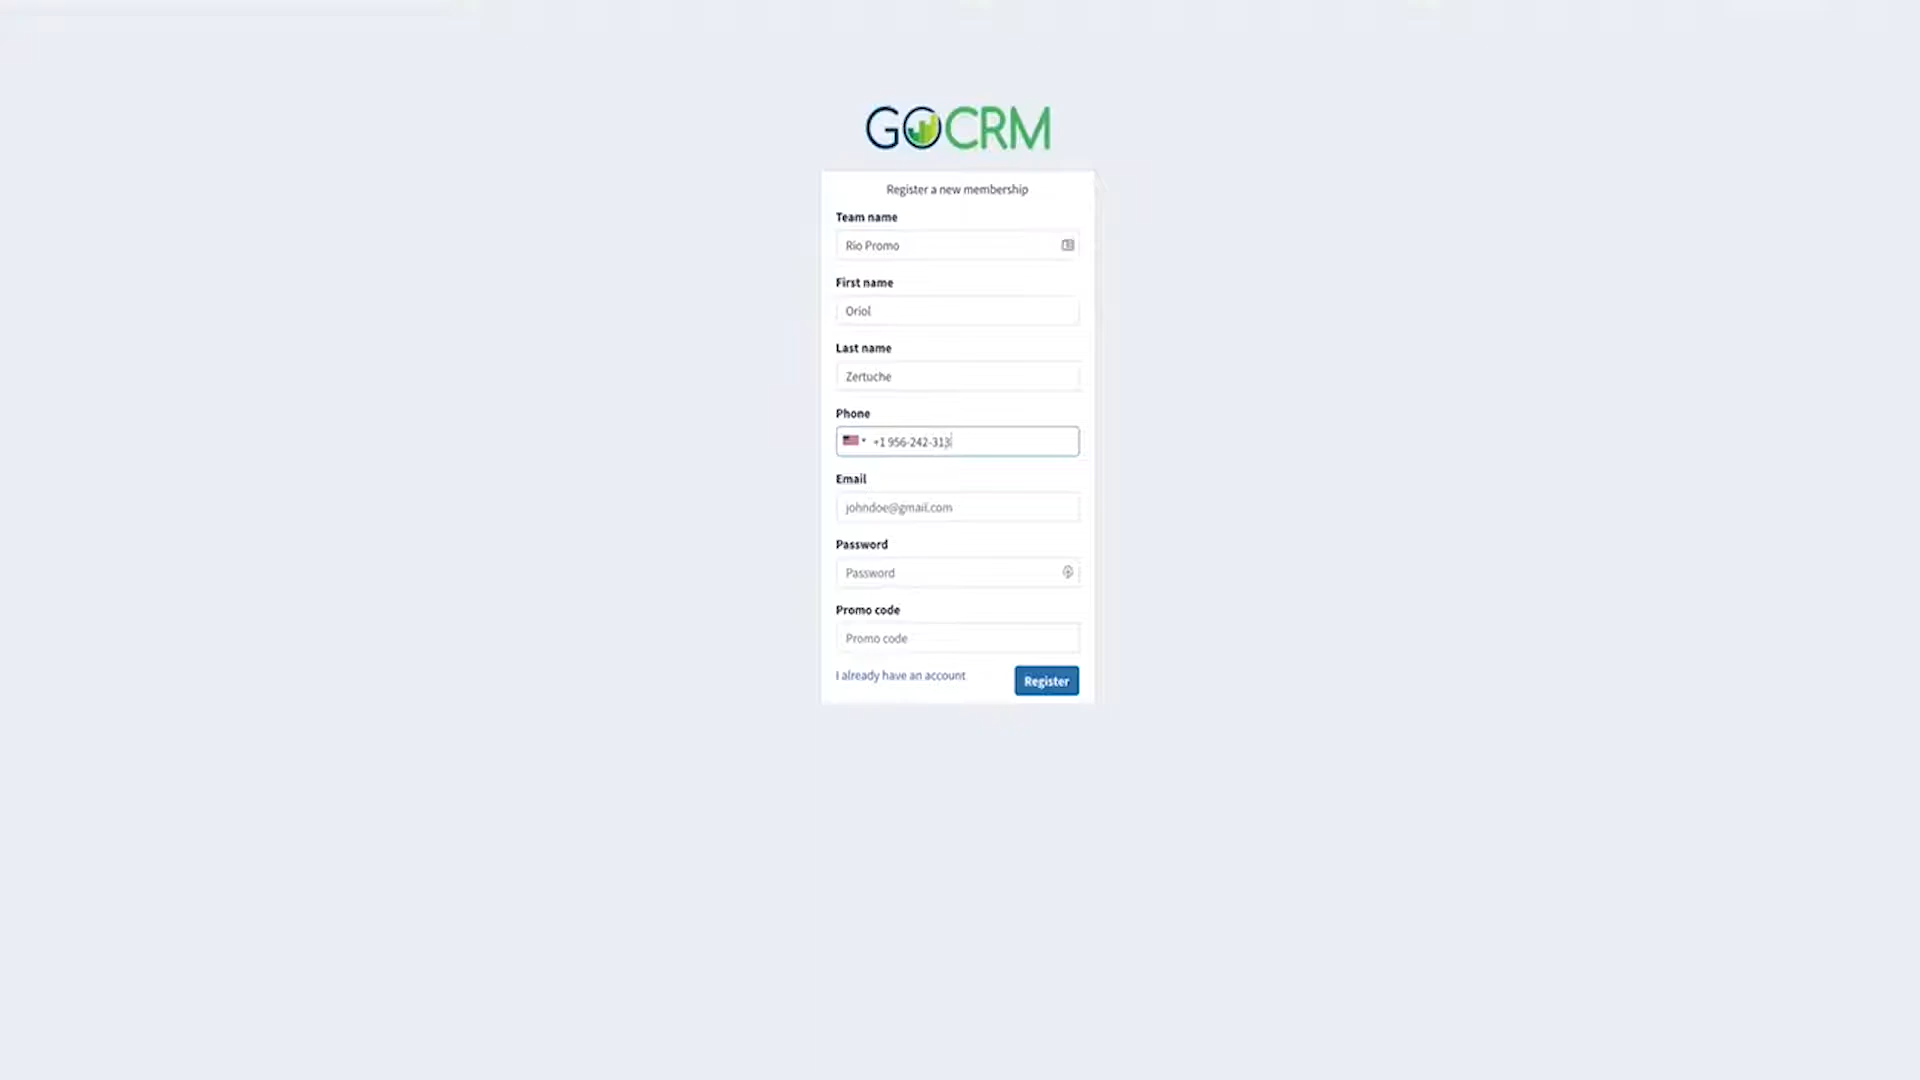 GOCRM
Register a new membership
Team name
Rio Promo
First name
Oriol
Last name
Zertuche
Phone
+1 956-242-313
Email
johndoe@gmail.com
Password
Password
Promo code
Promo code
I already have an account
Register